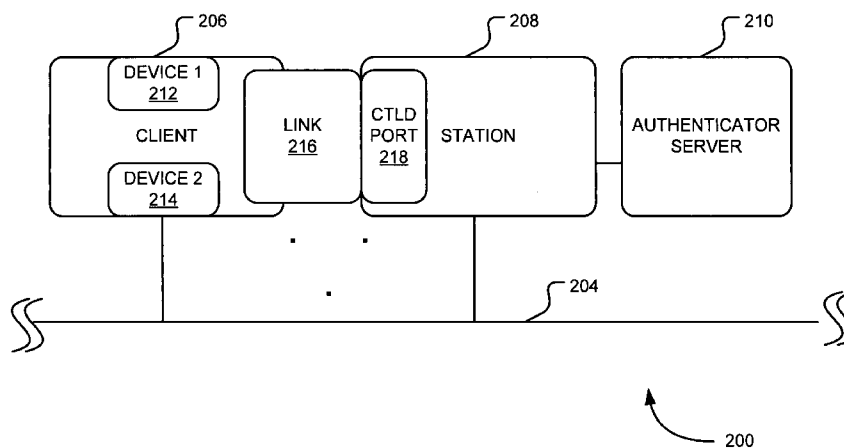 206
208
210
DEVICE 1
212
CLIENT
DEVICE 2
214
LINK
216
CTLD
PORT
218
STATION
AUTHENTICATOR
SERVER
204
200